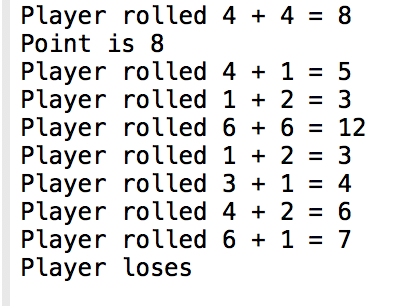 Player rolled 4 + 4 = 8
Point is 8
Player rolled 4 + 1 = 5
Player rolled 1 + 2 = 3
Player rolled 6 + 6 = 12
Player rolled 1 + 2 = 3
Player rolled 3 + 1 = 4
Player rolled 4 + 2 = 6
Player rolled 6 + 1 = 7
Player loses